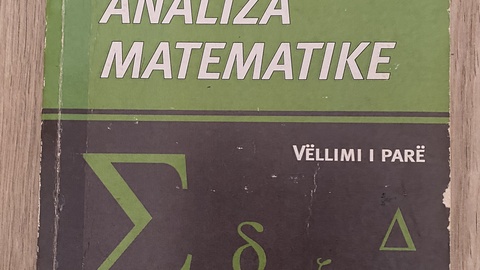 ANALIZA
MATEMATIKE
VËLLIMI I PARË
Σ
δ
Δ